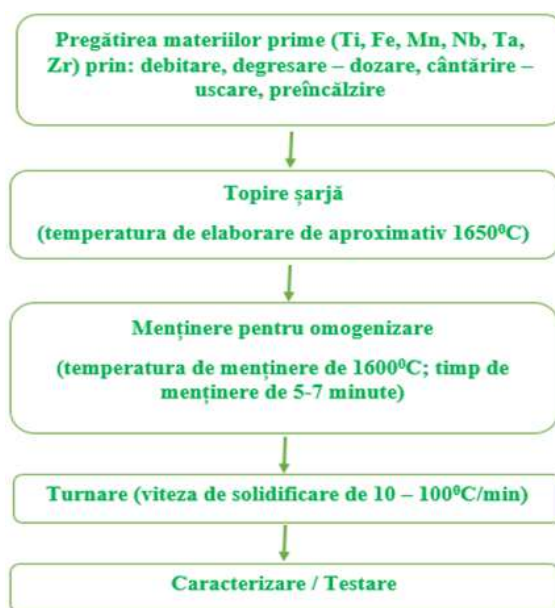 Pregătirea materiilor prime (Ti, Fe, Mn, Nb, Ta,
Zr) prin: debitare, degresare – dozare, cântărire –
uscare, preîncălzire
Topire șarjă
(temperatura de elaborare de aproximativ 1650⁰C)
Menținere pentru omogenizare
(temperatura de menținere de 1600⁰C; timp de
menținere de 5-7 minute)
Turnare (viteza de solidificare de 10 – 100⁰C/min)
Caracterizare / Testare